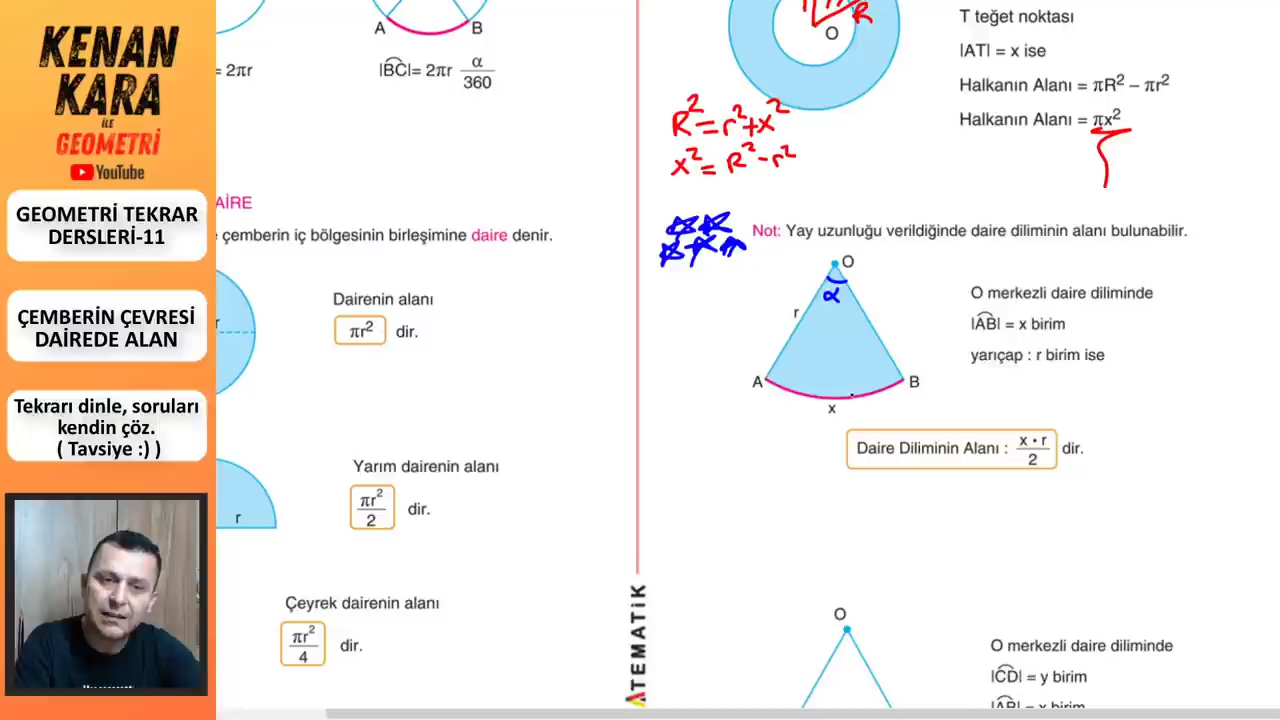 KENAN
KARA
İLE
GEOMETRİ
YouTube
GEOMETRİ TEKRAR
DERSLERİ-11
ÇEMBERİN ÇEVRESİ
DAİREDE ALAN
Tekrarı dinle, soruları
kendin çöz.
( Tavsiye :) )
A B
= 2πr
|BC|= 2πr α/360
AİRE
e çemberin iç bölgesinin birleşimine daire denir.
r
Dairenin alanı
πr² dir.
Yarım dairenin alanı
r
πr²/2 dir.
Çeyrek dairenin alanı
πr²/4 dir.
ATEMATİK
R
O
T teğet noktası
|AT| = x ise
Halkanın Alanı = πR² – πr²
Halkanın Alanı = πx²
R²=r²+x²
x²=R²-r²
Not: Yay uzunluğu verildiğinde daire diliminin alanı bulunabilir.
O
α
r
A B
x
O merkezli daire diliminde
|AB| = x birim
yarıçap : r birim ise
Daire Diliminin Alanı : x • r/2 dir.
O
O merkezli daire diliminde
|CD| = y birim
|AB| = x birim